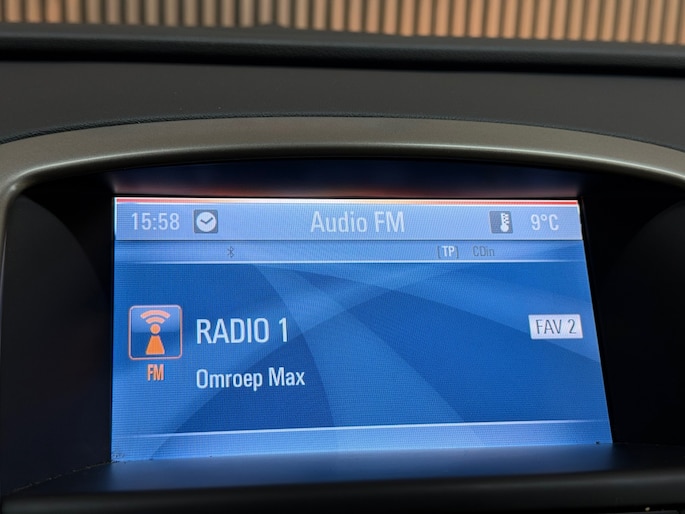 15:58 Audio FM 9°C
[TP] CDin
RADIO 1
FAV 2
FM
Omroep Max